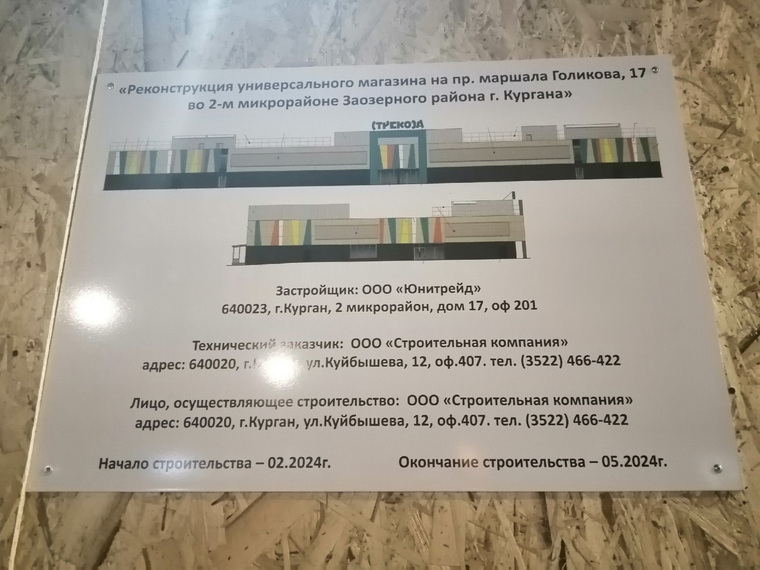 «Реконструкция универсального магазина на пр. маршала Голикова, 17
во 2-м микрорайоне Заозерного района г. Кургана»
Застройщик: ООО «Юнитрейд»
640023, г.Курган, 2 микрорайон, дом 17, оф 201
Технический заказчик: ООО «Строительная компания»
адрес: 640020, ул.Куйбышева, 12, оф.407. тел. (3522) 466-422
Лицо, осуществляющее строительство: ООО «Строительная компания»
адрес: 640020, г.Курган, ул.Куйбышева, 12, оф.407. тел. (3522) 466-422
Начало строительства – 02.2024г. Окончание строительства – 05.2024г.